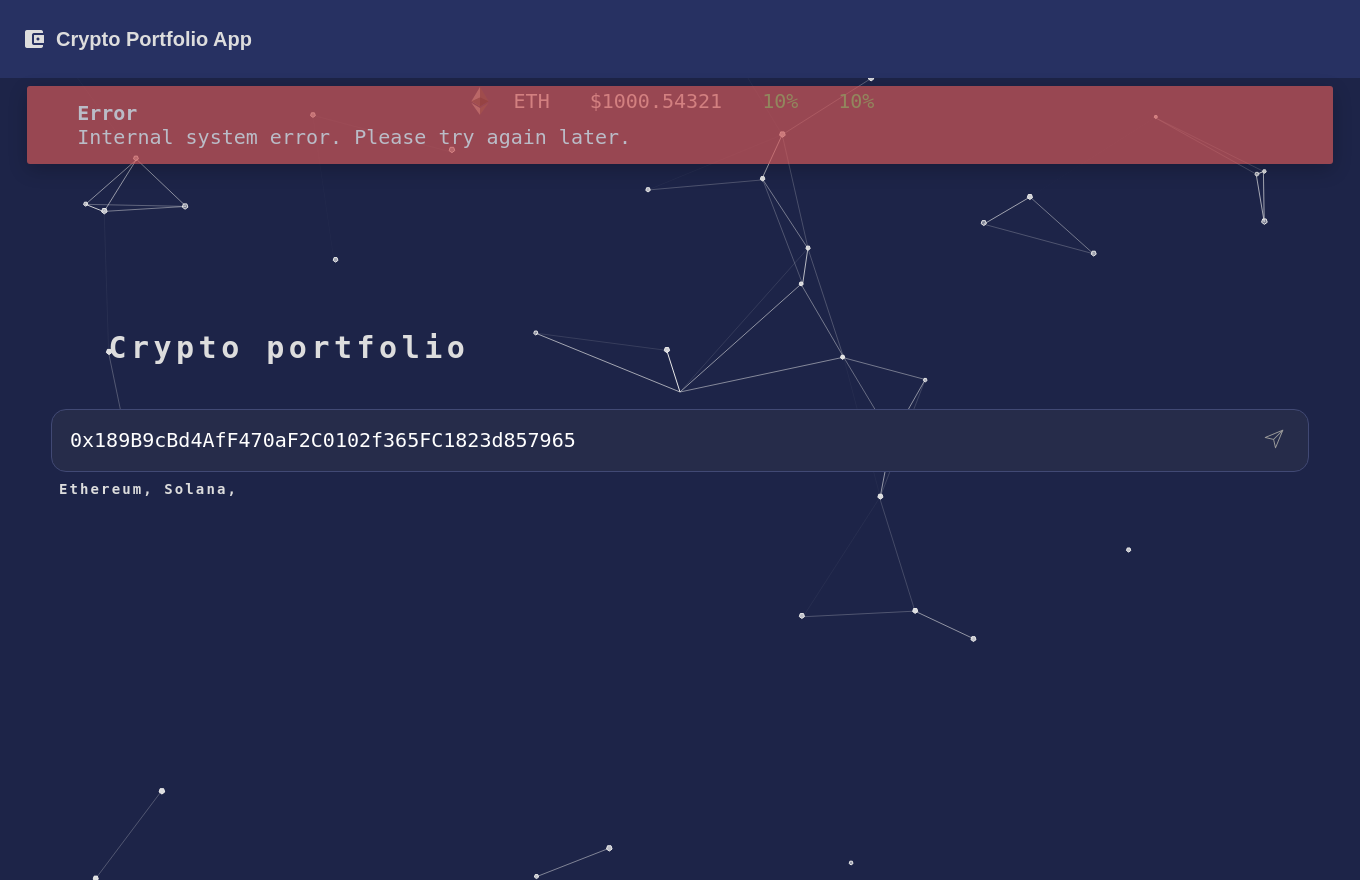 Crypto Portfolio App
ETH $1000.54321 10% 10%
Error
Internal system error. Please try again later.
Crypto portfolio
0x189B9cBd4AfF470aF2C0102f365FC1823d857965
Ethereum, Solana,